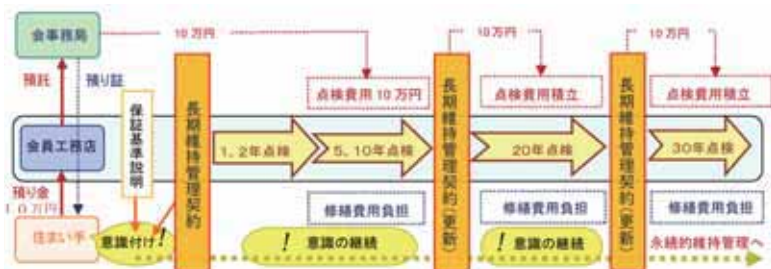 会事務局
10万円
10万円
10万円
預託
預り証
点検費用10万円
点検費用積立
点検費用積立
保証基準説明
長期維持管理契約
長期維持管理契約(更新)
長期維持管理契約(更新)
会員工務店
1、2年点検
5、10年点検
20年点検
30年点検
預り金
10万円
修繕費用負担
修繕費用負担
修繕費用負担
住まい手
意識付け!
! 意識の継続
! 意識の継続
永続的維持管理へ